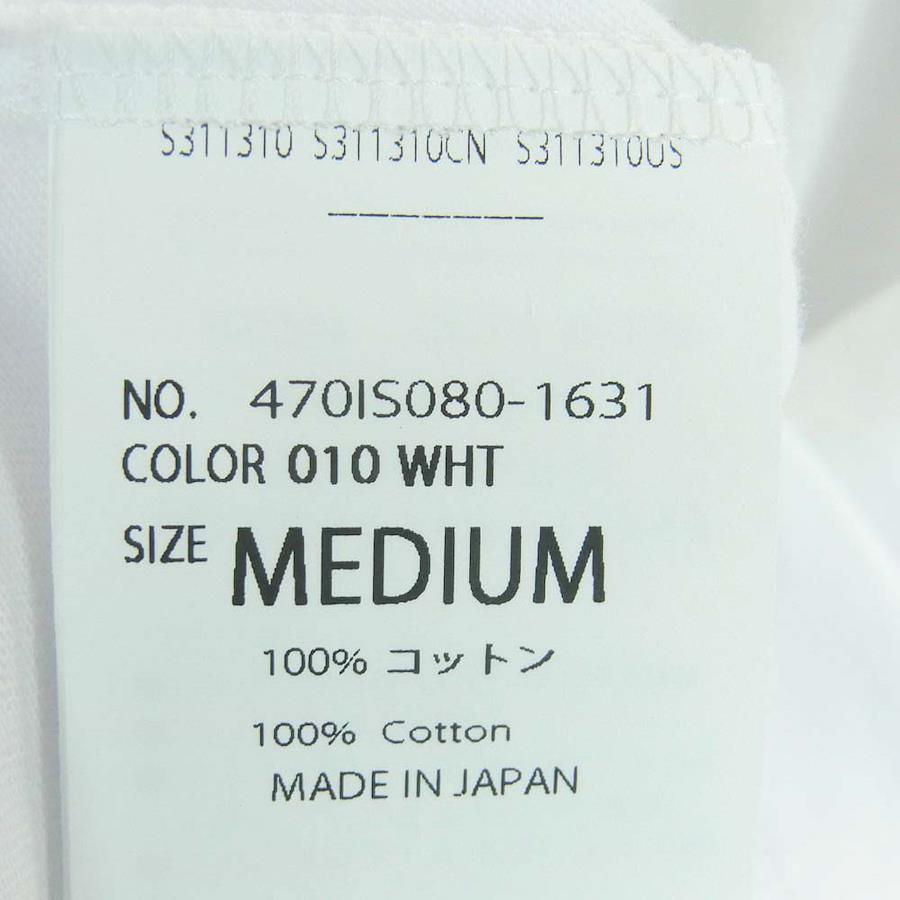 S311310 S311310CN S311310US
NO. 470IS080-1631
COLOR 010 WHT
SIZE MEDIUM
100% コットン
100% Cotton
MADE IN JAPAN